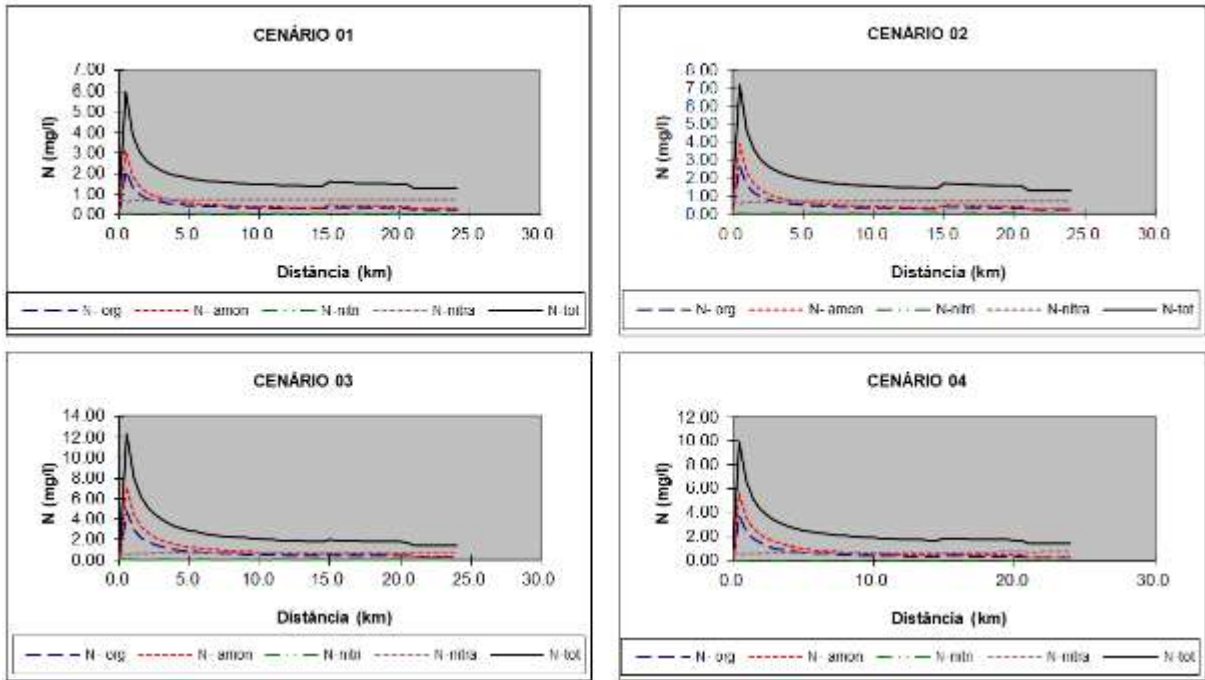 CENÁRIO 01
7.00
6.00
5.00
4.00
3.00
2.00
1.00
0.00
N (mg/l)
0.0 5.0 10.0 15.0 20.0 25.0 30.0
Distância (km)
N- org N- amon N-nitri N-nitra N-tot
CENÁRIO 02
8.00
7.00
6.00
5.00
4.00
3.00
2.00
1.00
0.00
N (mg/l)
0.0 5.0 10.0 15.0 20.0 25.0 30.0
Distância (km)
N- org N- amon N-nitri N-nitra N-tot
CENÁRIO 03
14.00
12.00
10.00
8.00
6.00
4.00
2.00
0.00
N (mg/l)
0.0 5.0 10.0 15.0 20.0 25.0 30.0
Distância (km)
N- org N- amon N-nitri N-nitra N-tot
CENÁRIO 04
12.00
10.00
8.00
6.00
4.00
2.00
0.00
N (mg/l)
0.0 10.0 20.0 30.0
Distância (km)
N- org N- amon N-nitri N-nitra N-tot